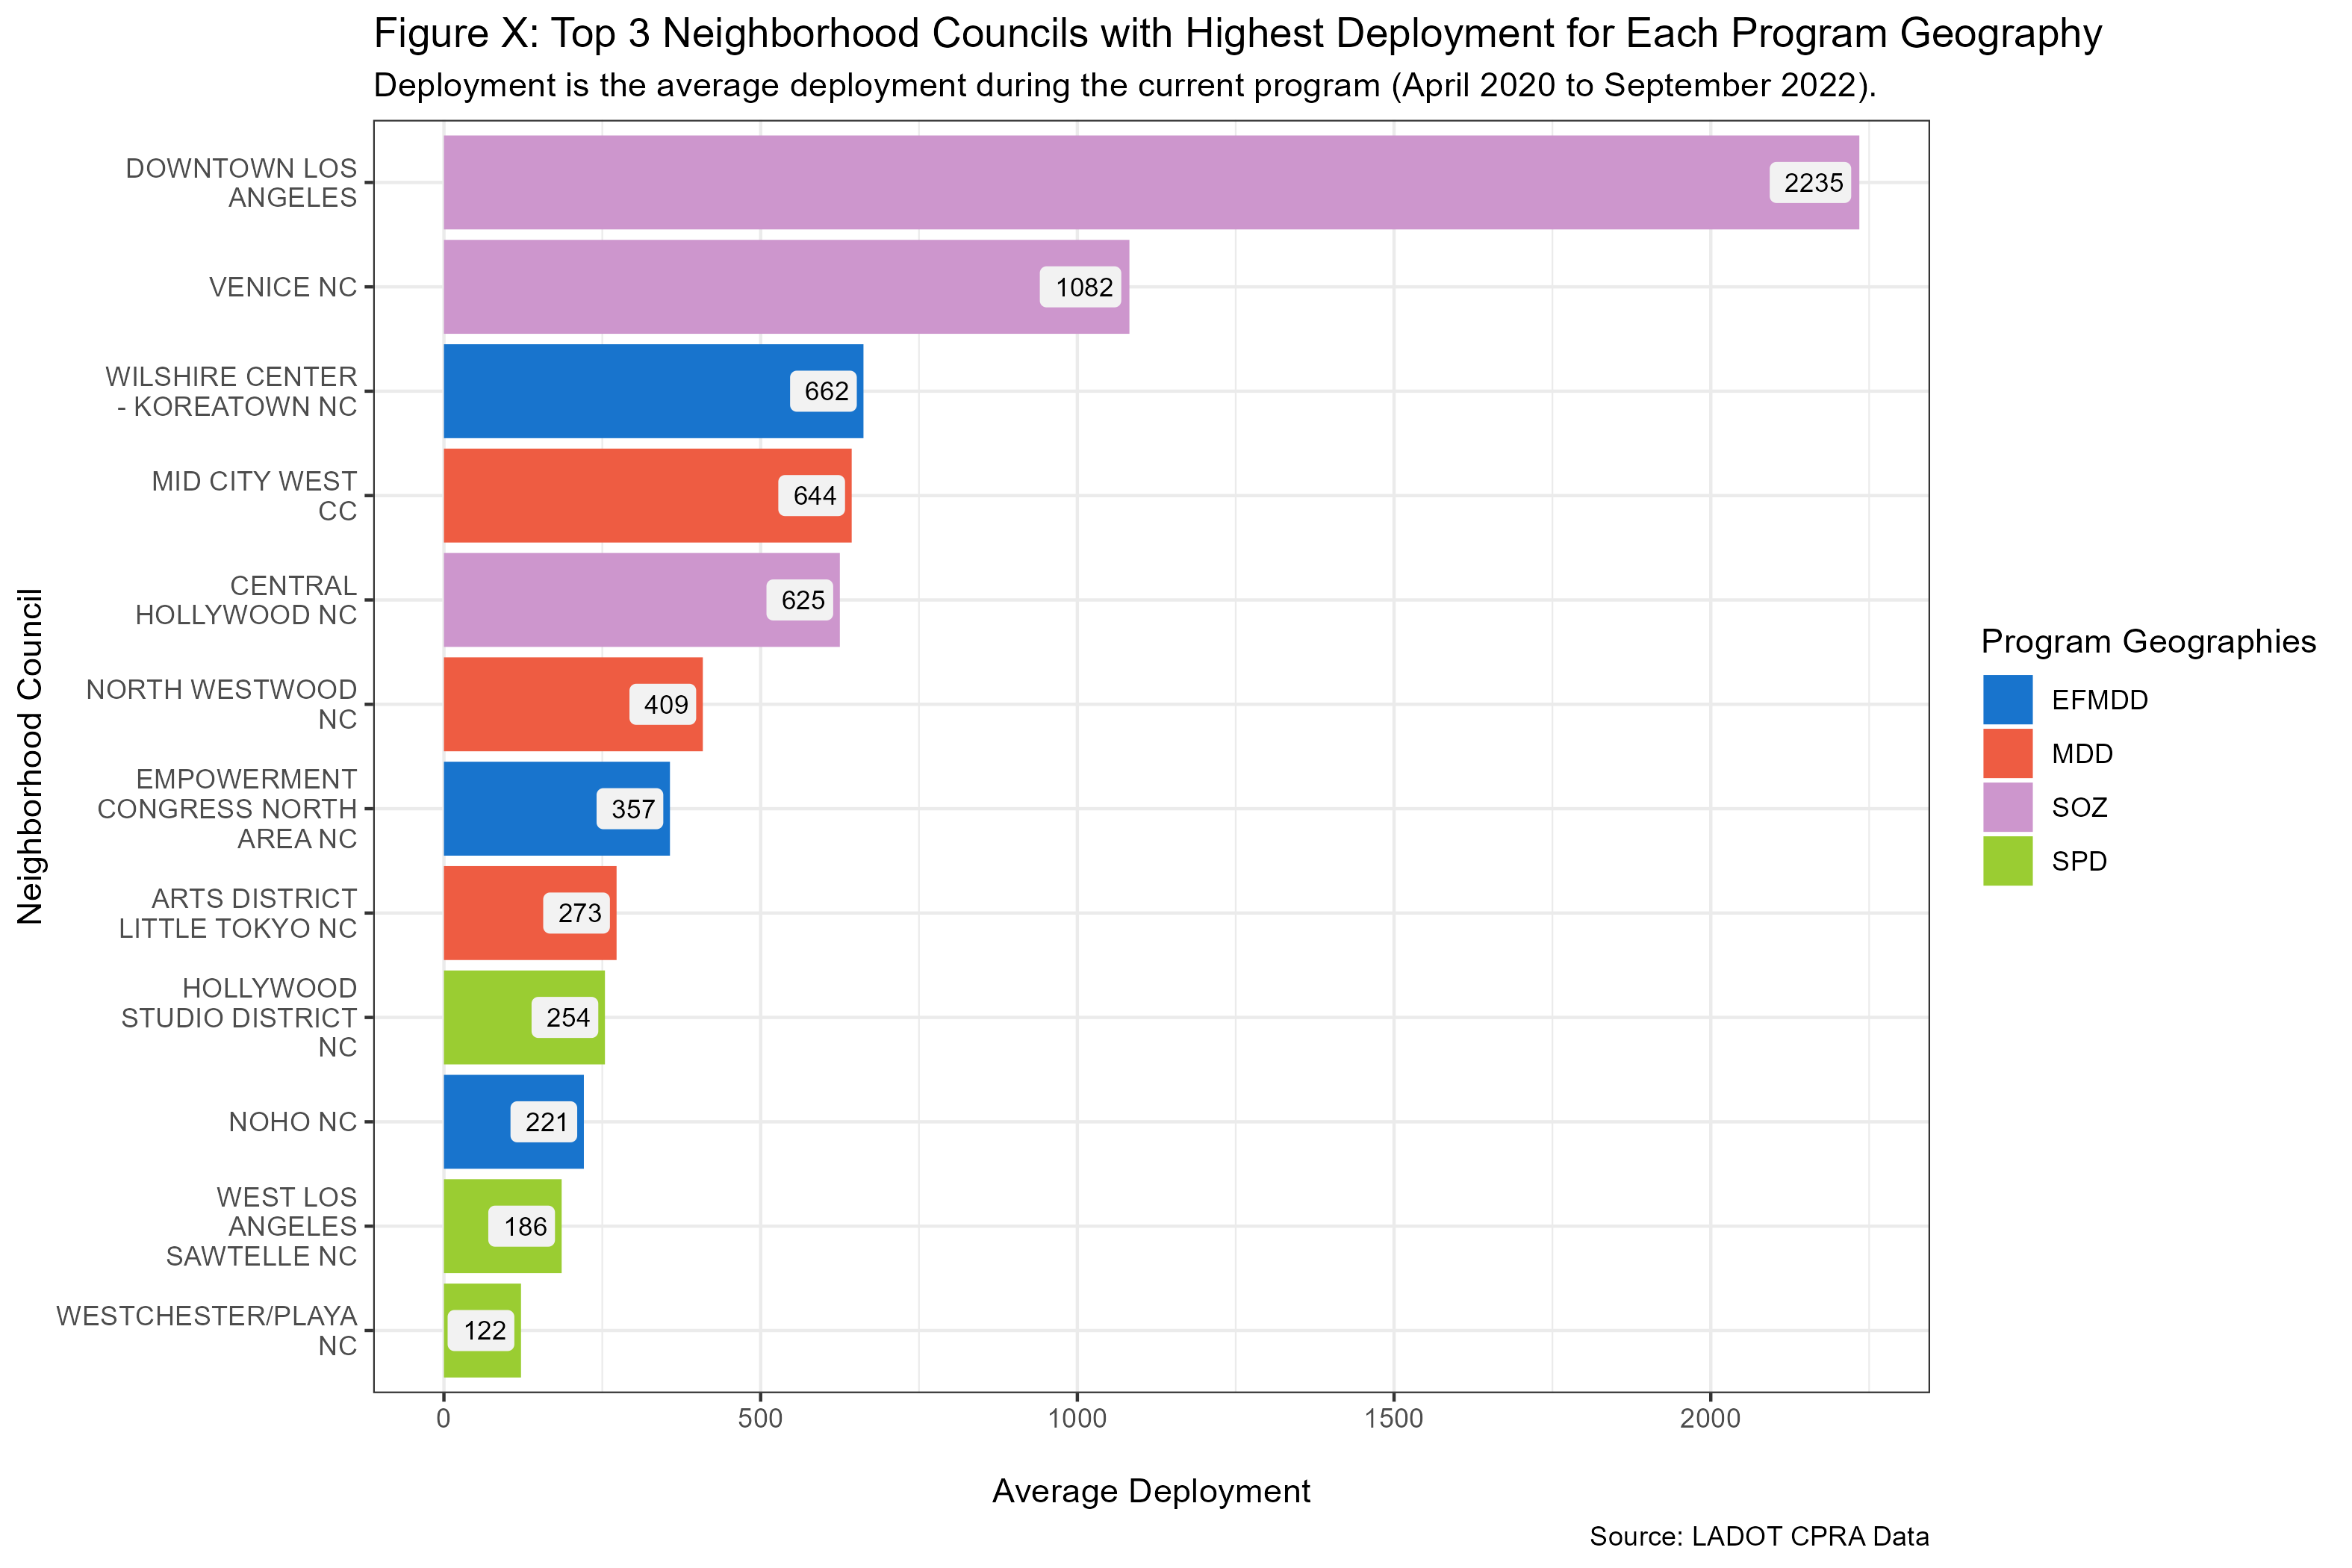 Figure X: Top 3 Neighborhood Councils with Highest Deployment for Each Program Geography
Deployment is the average deployment during the current program (April 2020 to September 2022).
DOWNTOWN LOS
ANGELES
2235
VENICE NC
1082
WILSHIRE CENTER
- KOREATOWN NC
662
MID CITY WEST
CC
644
CENTRAL
HOLLYWOOD NC
625
NORTH WESTWOOD
NC
409
EMPOWERMENT
CONGRESS NORTH
AREA NC
357
ARTS DISTRICT
LITTLE TOKYO NC
273
HOLLYWOOD
STUDIO DISTRICT
NC
254
NOHO NC
221
WEST LOS
ANGELES
SAWTELLE NC
186
WESTCHESTER/PLAYA
NC
122
Neighborhood Council
0 500 1000 1500 2000
Average Deployment
Program Geographies
EFMDD
MDD
SOZ
SPD
Source: LADOT CPRA Data